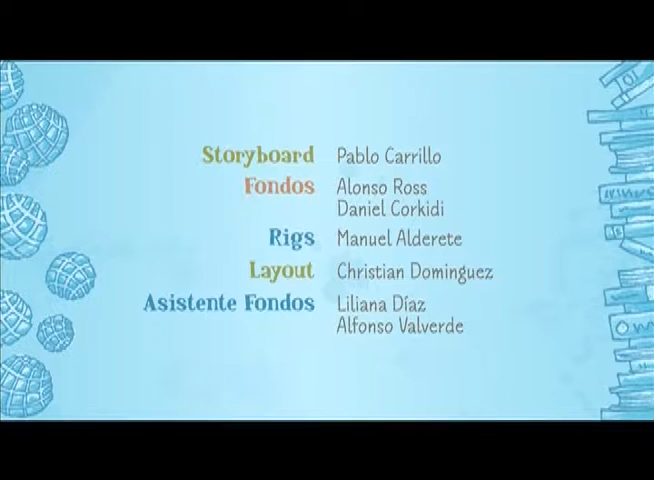 Storyboard Pablo Carrillo
Fondos Alonso Ross
Daniel Corkidi
Rigs Manuel Alderete
Layout Christian Dominguez
Asistente Fondos Liliana Díaz
Alfonso Valverde